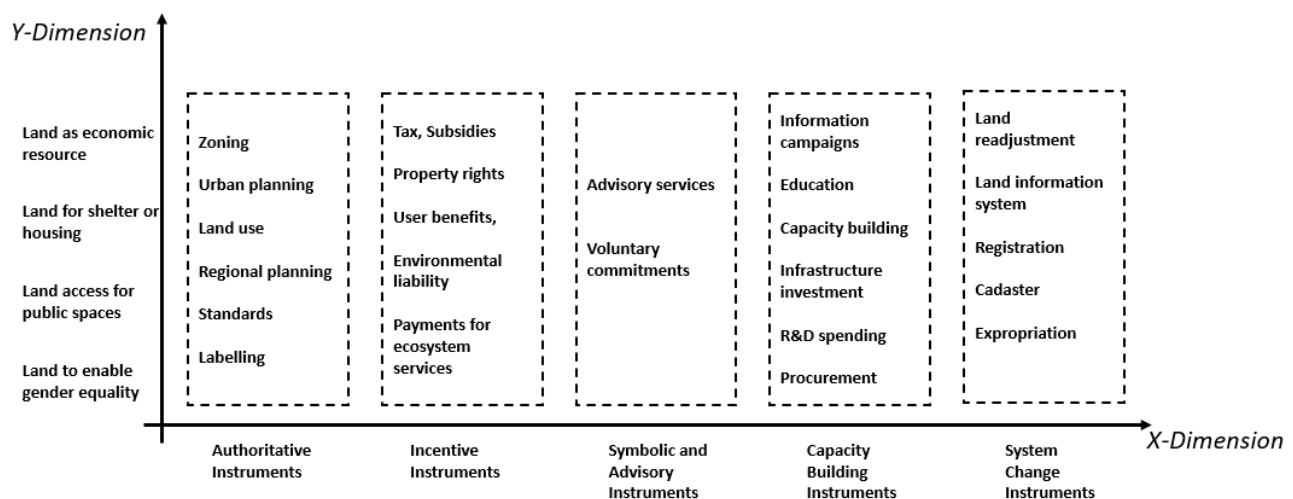 Y-Dimension
Land as economic
resource
Land for shelter or
housing
Land access for
public spaces
Land to enable
gender equality
Zoning
Urban planning
Land use
Regional planning
Standards
Labelling
Tax, Subsidies
Property rights
User benefits,
Environmental
liability
Payments for
ecosystem
services
Advisory services
Voluntary
commitments
Information
campaigns
Education
Capacity building
Infrastructure
investment
R&D spending
Procurement
Land
readjustment
Land information
system
Registration
Cadaster
Expropriation
X-Dimension
Authoritative
Instruments
Incentive
Instruments
Symbolic and
Advisory
Instruments
Capacity
Building
Instruments
System
Change
Instruments